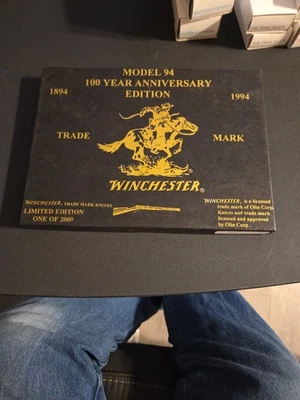 MODEL 94
100 YEAR ANNIVERSARY
EDITION
1894
1994
TRADE
MARK
WINCHESTER®
WINCHESTER, TRADE MARK KNIVES
LIMITED EDITION
ONE OF 2000
WINCHESTER, is a licensed
trade mark of Olin Corp.
Knives and trade mark
licensed and approved
by Olin Corp.